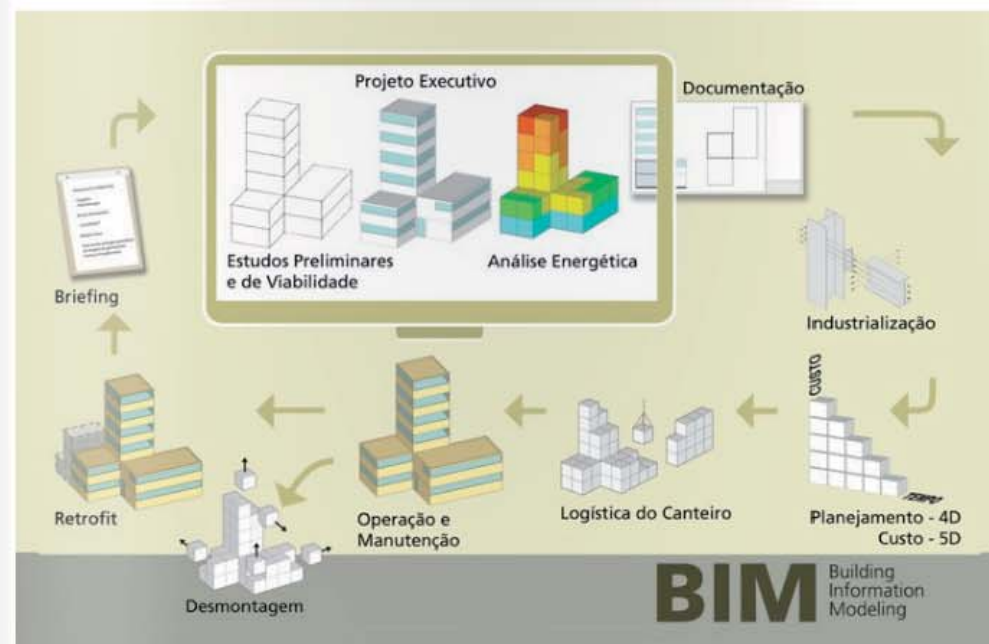 Projeto Executivo
Documentação
Estudos Preliminares
e de Viabilidade
Análise Energética
Briefing
Industrialização
CUSTO
TEMPO
Planejamento - 4D
Custo - 5D
Logística do Canteiro
Operação e
Manutenção
Retrofit
Desmontagem
BIM
Building
Information
Modeling